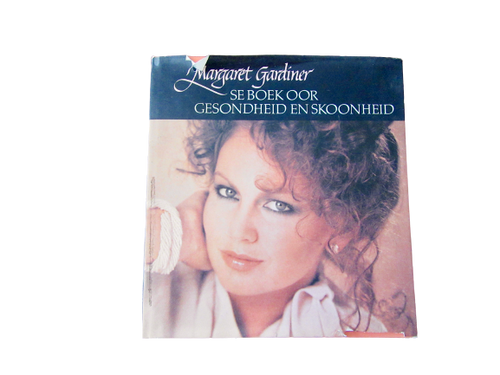 Margaret Gardiner
SE BOEK OOR
GESONDHEID EN SKOONHEID